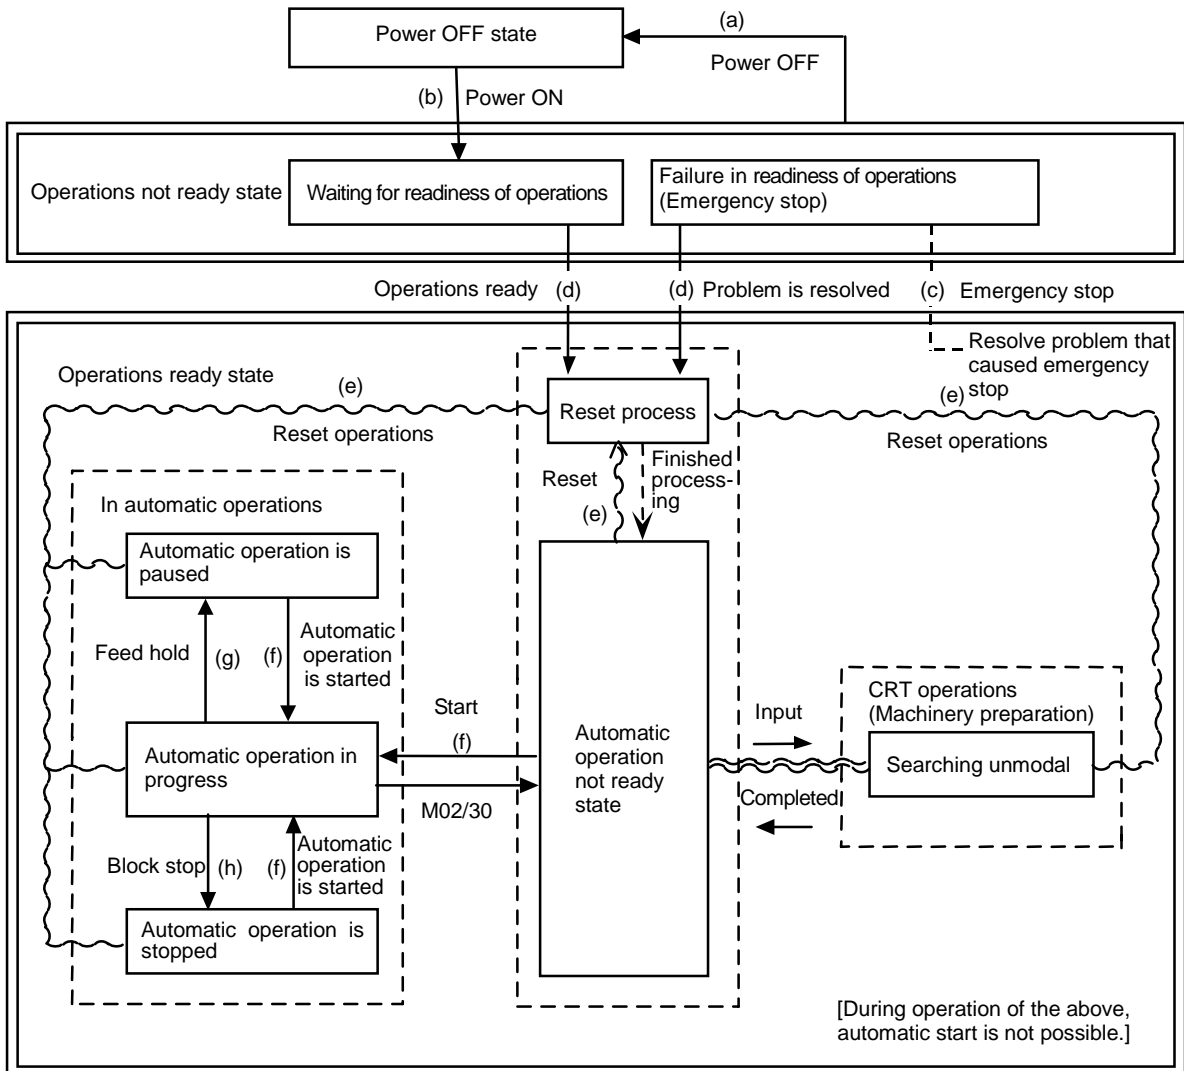 (a)
Power OFF state
Power OFF
(b) Power ON
Operations not ready state
Waiting for readiness of operations
Failure in readiness of operations
(Emergency stop)
Operations ready (d)
(d) Problem is resolved
(c) Emergency stop
Resolve problem that
caused emergency
stop
Operations ready state
(e)
Reset operations
Reset process
(e)
Reset operations
Reset
(e)
Finished
process-
ing
In automatic operations
Automatic operation is
paused
Feed hold (g)
(f) Automatic
operation
is started
Automatic operation in
progress
Start
(f)
M02/30
Block stop (h)
(f) Automatic
operation
is started
Automatic operation is
stopped
Automatic
operation
not ready
state
Input
Completed
CRT operations
(Machinery preparation)
Searching unmodal
[During operation of the above,
automatic start is not possible.]